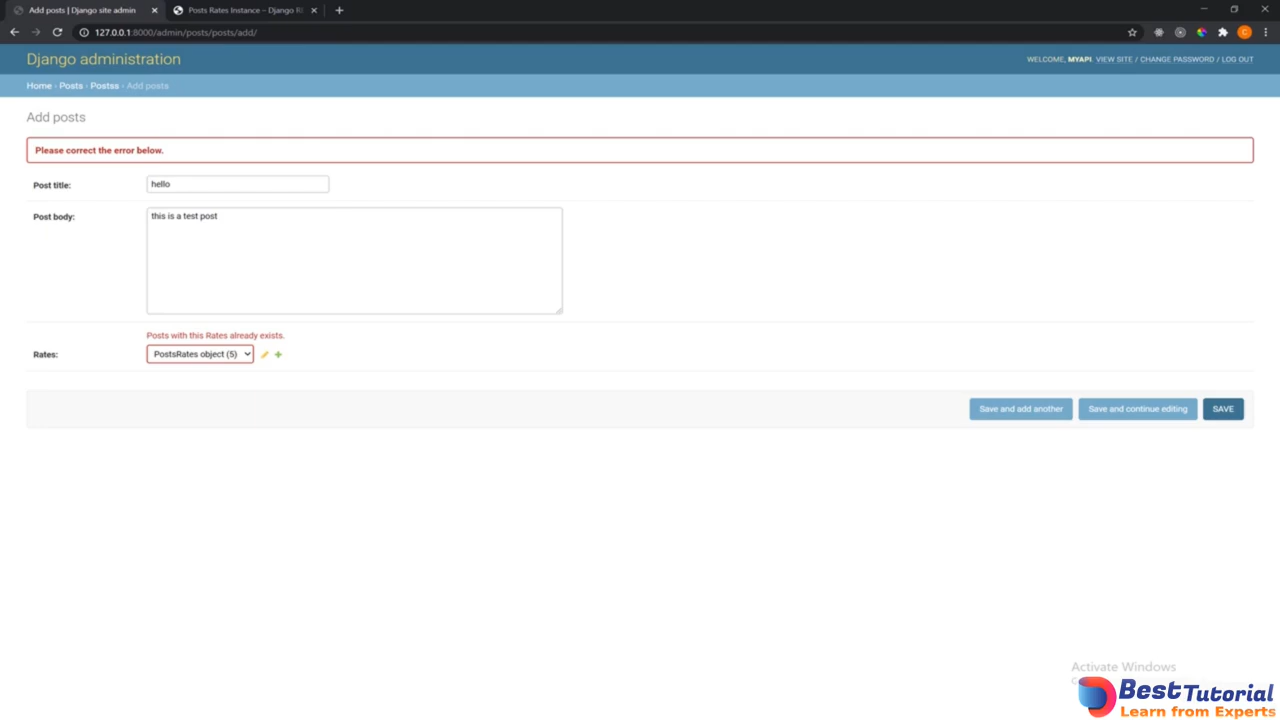 Add posts | Django site admin
Posts Rates Instance – Django R
127.0.0.1:8000/admin/posts/posts/add/
Django administration
WELCOME, MYAPI. VIEW SITE / CHANGE PASSWORD / LOG OUT
Home › Posts › Postss › Add posts
Add posts
Please correct the error below.
Post title:
hello
Post body:
this is a test post
Posts with this Rates already exists.
Rates:
PostsRates object (5)
Save and add another
Save and continue editing
SAVE
Activate Windows
BestTutorial
Learn from Experts